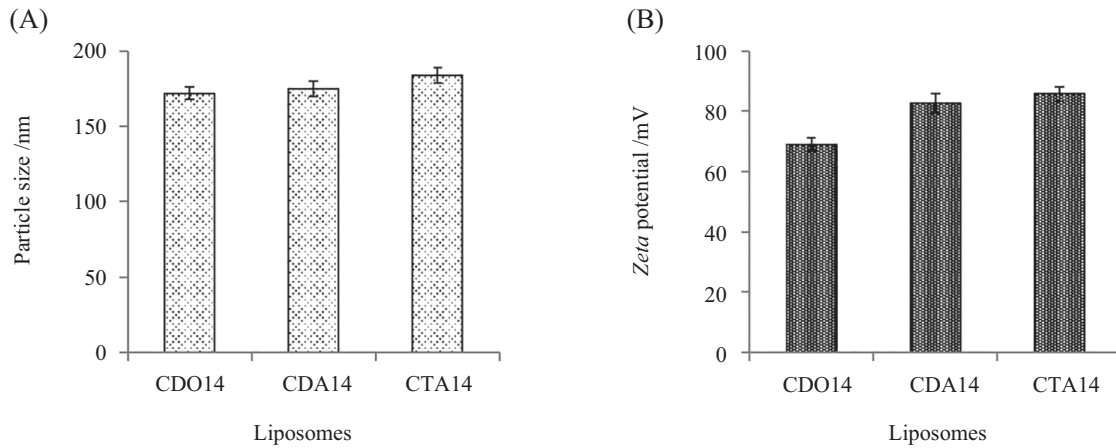 (A)
200
150
100
50
0
Particle size /nm
CDO14 CDA14 CTA14
Liposomes
(B)
100
80
60
40
20
0
Zeta potential /mV
CDO14 CDA14 CTA14
Liposomes